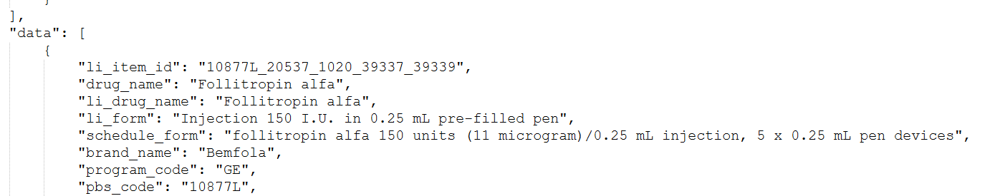 }
],
"data": [
{
"li_item_id": "10877L_20537_1020_39337_39339",
"drug_name": "Follitropin alfa",
"li_drug_name": "Follitropin alfa",
"li_form": "Injection 150 I.U. in 0.25 mL pre-filled pen",
"schedule_form": "follitropin alfa 150 units (11 microgram)/0.25 mL injection, 5 x 0.25 mL pen devices",
"brand_name": "Bemfola",
"program_code": "GE",
"pbs_code": "10877L",